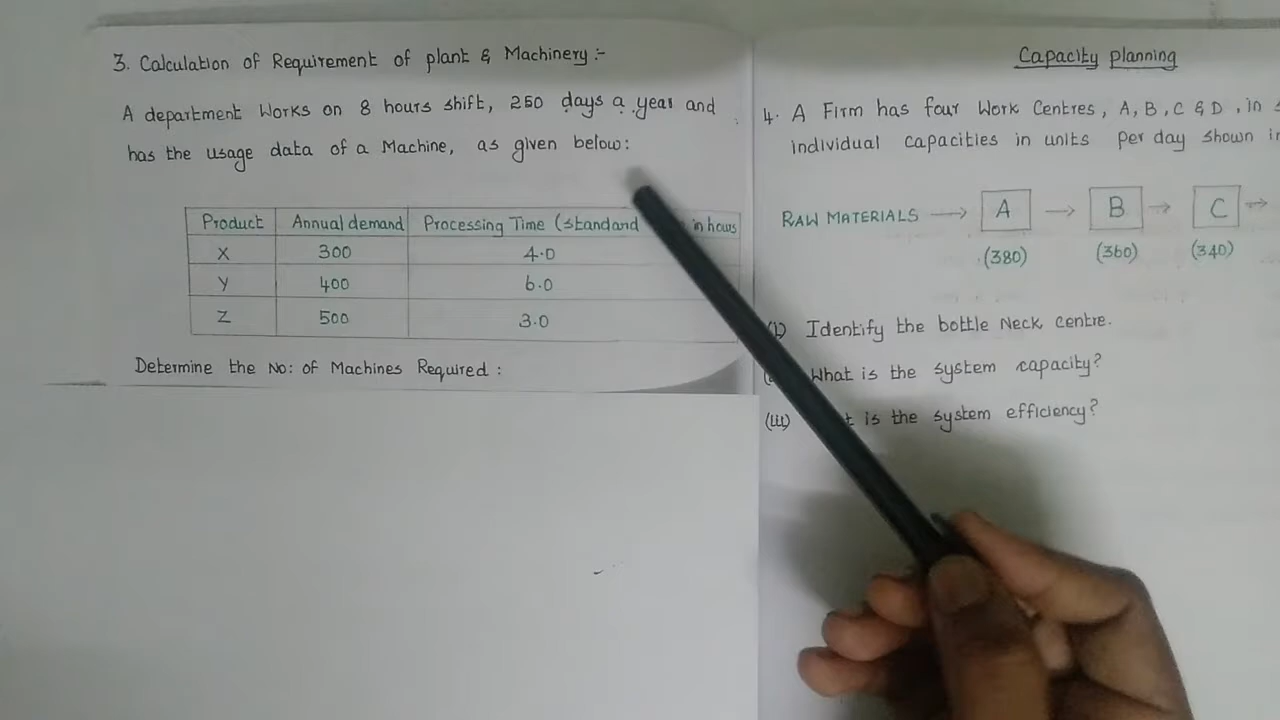 3. Calculation of Requirement of plant & Machinery :-
A department Works on 8 hours shift, 250 days a year and
has the usage data of a Machine, as given below:
Product Annual demand Processing Time (standard in hours
X 300 4.0
Y 400 6.0
Z 500 3.0
Determine the No: of Machines Required :
Capacity planning
4. A Firm has four Work Centres, A, B, C & D, in
individual capacities in units per day shown in
RAW MATERIALS → A → B → C →
(380) (360) (340)
(i) Identify the bottle Neck centre.
What is the system capacity?
(iii) is the system efficiency?